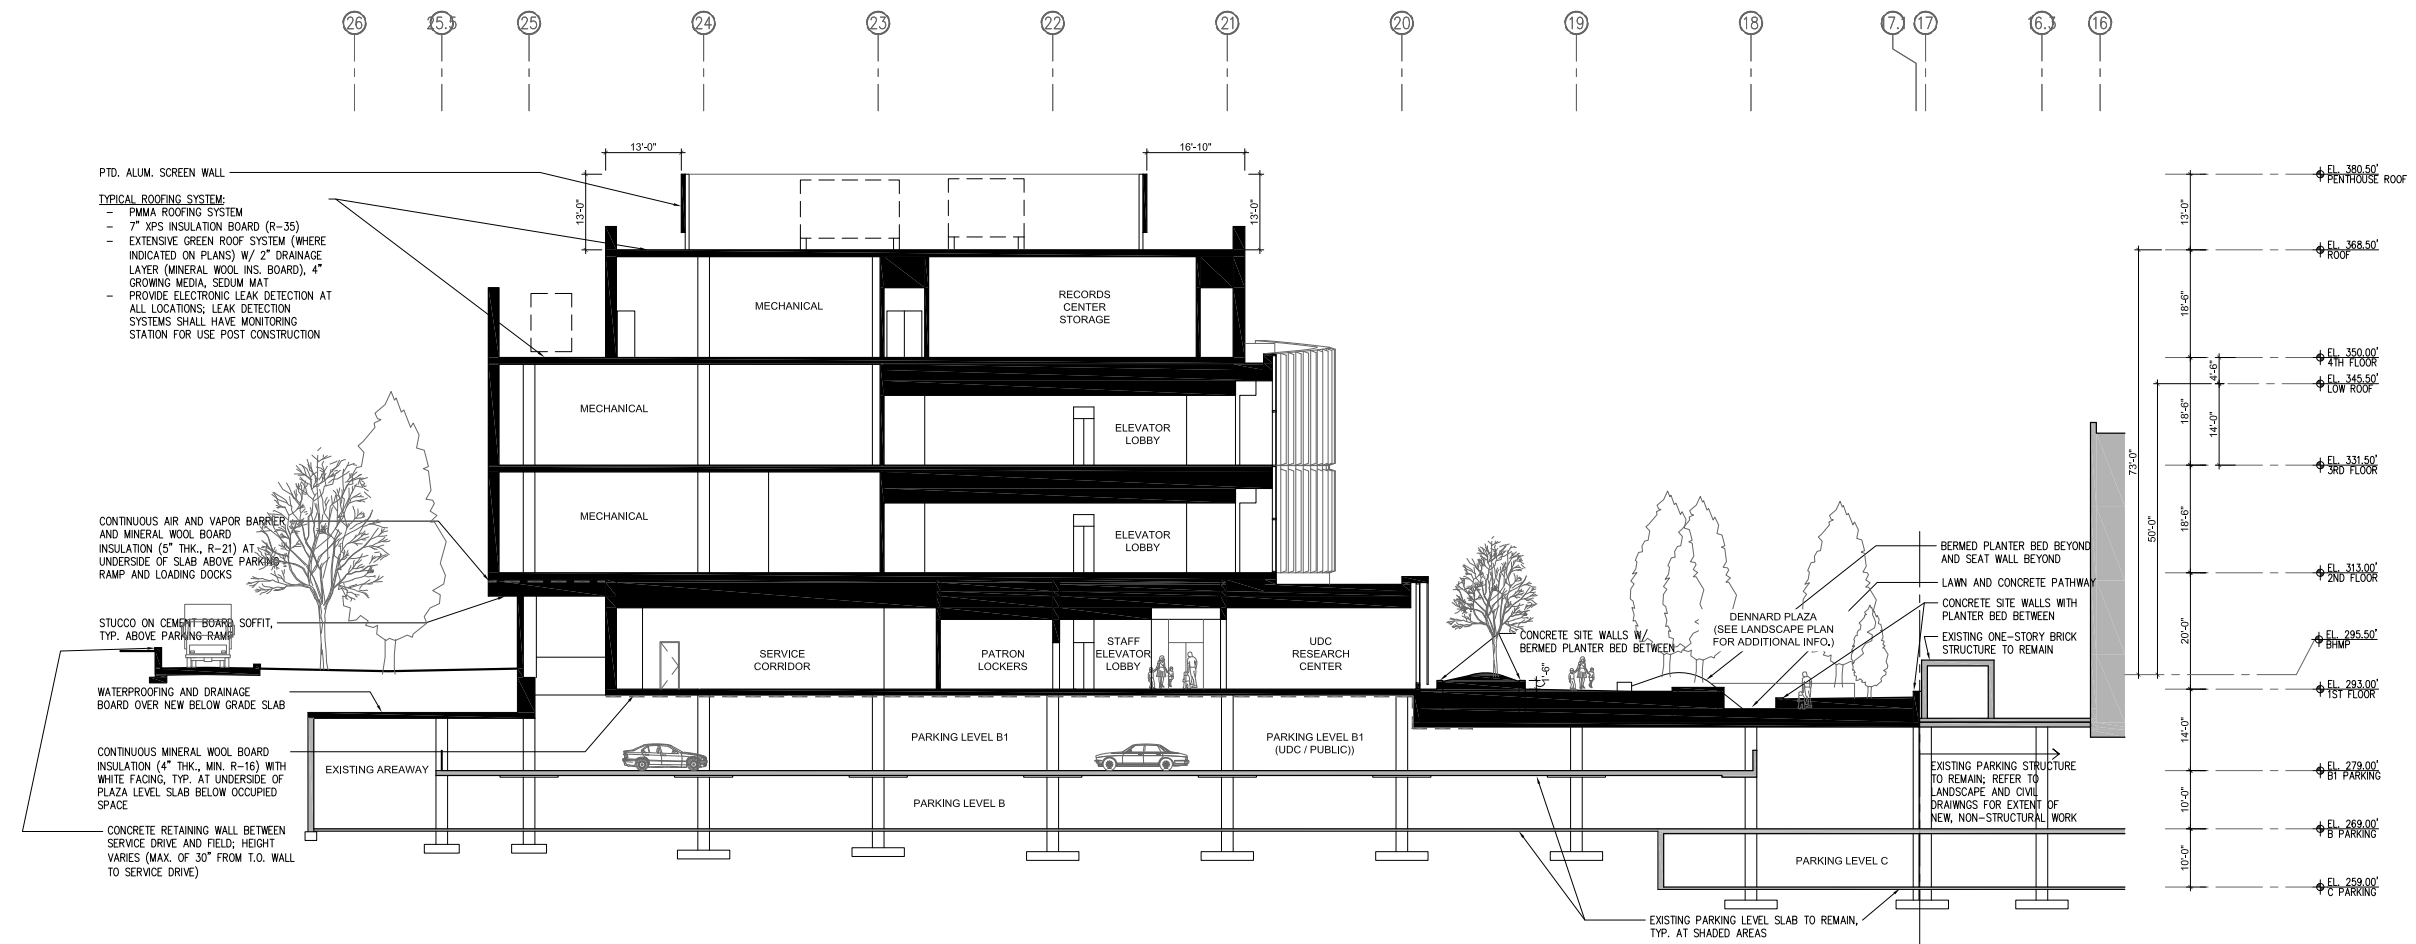 26
25.5
25
24
23
22
21
20
19
18
17.1
17
16.3
16
13'-0"
16'-10"
PTD. ALUM. SCREEN WALL
TYPICAL ROOFING SYSTEM:
– PMMA ROOFING SYSTEM
– 7" XPS INSULATION BOARD (R-35)
– EXTENSIVE GREEN ROOF SYSTEM (WHERE
INDICATED ON PLANS) W/ 2" DRAINAGE
LAYER (MINERAL WOOL INS. BOARD), 4"
GROWING MEDIA, SEDUM MAT
– PROVIDE ELECTRONIC LEAK DETECTION AT
ALL LOCATIONS; LEAK DETECTION
SYSTEMS SHALL HAVE MONITORING
STATION FOR USE POST CONSTRUCTION
13'-0"
13'-0"
MECHANICAL
RECORDS
CENTER
STORAGE
MECHANICAL
ELEVATOR
LOBBY
MECHANICAL
ELEVATOR
LOBBY
CONTINUOUS AIR AND VAPOR BARRIER
AND MINERAL WOOL BOARD
INSULATION (5" THK., R-21) AT
UNDERSIDE OF SLAB ABOVE PARKING
RAMP AND LOADING DOCKS
STUCCO ON CEMENT BOARD SOFFIT,
TYP. ABOVE PARKING RAMP
SERVICE
CORRIDOR
PATRON
LOCKERS
STAFF
ELEVATOR
LOBBY
UDC
RESEARCH
CENTER
WATERPROOFING AND DRAINAGE
BOARD OVER NEW BELOW GRADE SLAB
CONTINUOUS MINERAL WOOL BOARD
INSULATION (4" THK., MIN. R-16) WITH
WHITE FACING, TYP. AT UNDERSIDE OF
PLAZA LEVEL SLAB BELOW OCCUPIED
SPACE
CONCRETE RETAINING WALL BETWEEN
SERVICE DRIVE AND FIELD; HEIGHT
VARIES (MAX. OF 30" FROM T.O. WALL
TO SERVICE DRIVE)
EXISTING AREAWAY
PARKING LEVEL B1
PARKING LEVEL B1
(UDC / PUBLIC))
PARKING LEVEL B
PARKING LEVEL C
CONCRETE SITE WALLS W/
BERMED PLANTER BED BETWEEN
DENNARD PLAZA
(SEE LANDSCAPE PLAN
FOR ADDITIONAL INFO.)
BERMED PLANTER BED BEYOND
AND SEAT WALL BEYOND
LAWN AND CONCRETE PATHWAY
CONCRETE SITE WALLS WITH
PLANTER BED BETWEEN
EXISTING ONE-STORY BRICK
STRUCTURE TO REMAIN
EXISTING PARKING STRUCTURE
TO REMAIN; REFER TO
LANDSCAPE AND CIVIL
DRAIWNGS FOR EXTENT OF
NEW, NON-STRUCTURAL WORK
EXISTING PARKING LEVEL SLAB TO REMAIN,
TYP. AT SHADED AREAS
73'-0"
50'-0"
13'-0"
18'-6"
18'-6"
18'-6"
20'-0"
14'-0"
10'-0"
10'-0"
4'-6"
14'-0"
EL. 380.50'
PENTHOUSE ROOF
EL. 368.50'
ROOF
EL. 350.00'
4TH FLOOR
EL. 345.50'
LOW ROOF
EL. 331.50'
3RD FLOOR
EL. 313.00'
2ND FLOOR
EL. 295.50'
BHMP
EL. 293.00'
1ST FLOOR
EL. 279.00'
B1 PARKING
EL. 269.00'
B PARKING
EL. 259.00'
C PARKING